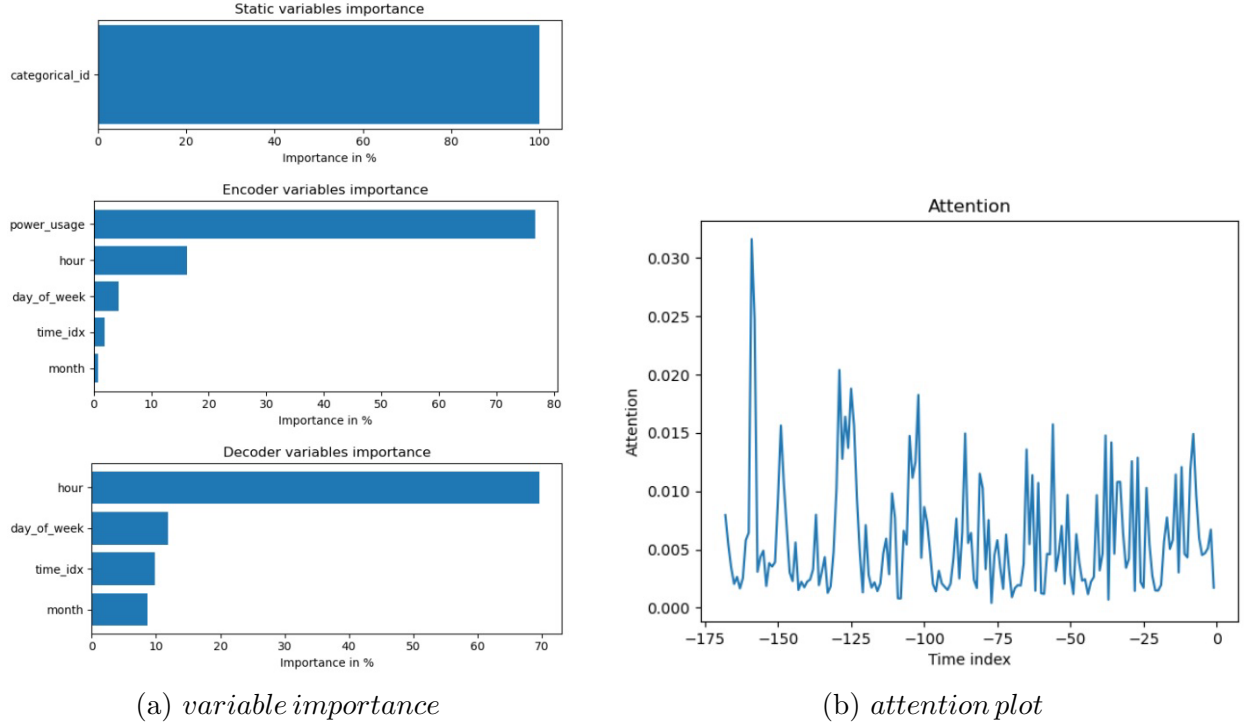 Static variables importance
categorical_id
0 20 40 60 80 100
Importance in %
Encoder variables importance
power_usage
hour
day_of_week
time_idx
month
0 10 20 30 40 50 60 70 80
Importance in %
Decoder variables importance
hour
day_of_week
time_idx
month
0 10 20 30 40 50 60 70
Importance in %
(a) variable importance
Attention
0.030
0.025
0.020
0.015
0.010
0.005
0.000
Attention
−175 −150 −125 −100 −75 −50 −25 0
Time index
(b) attention plot